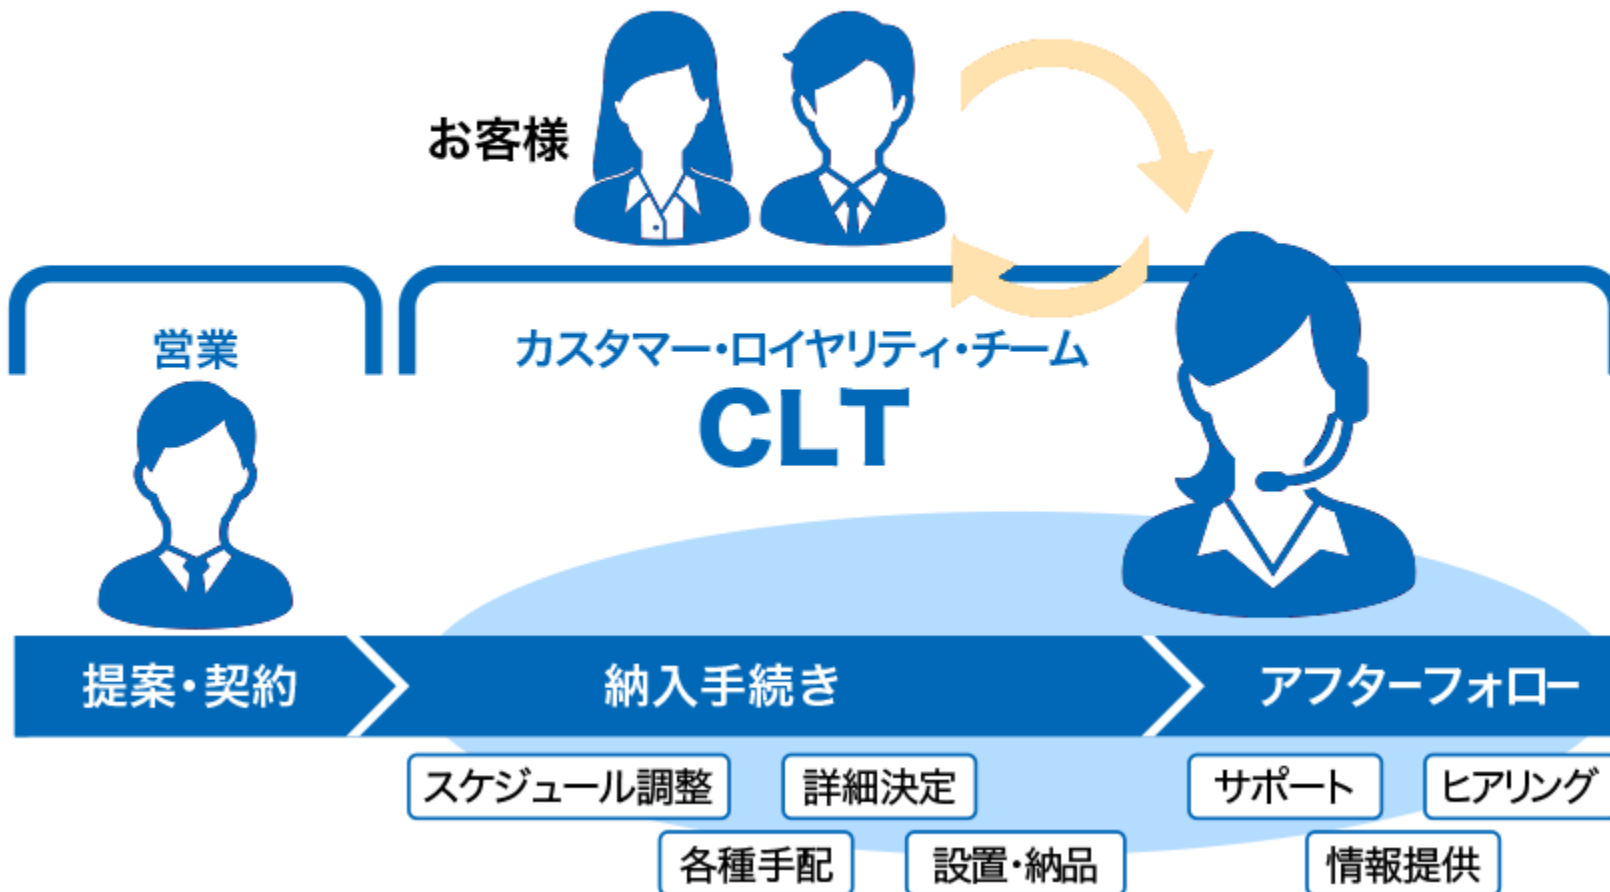 お客様
営業
カスタマー・ロイヤリティ・チーム
CLT
提案・契約
納入手続き
アフターフォロー
スケジュール調整
詳細決定
サポート
ヒアリング
各種手配
設置・納品
情報提供